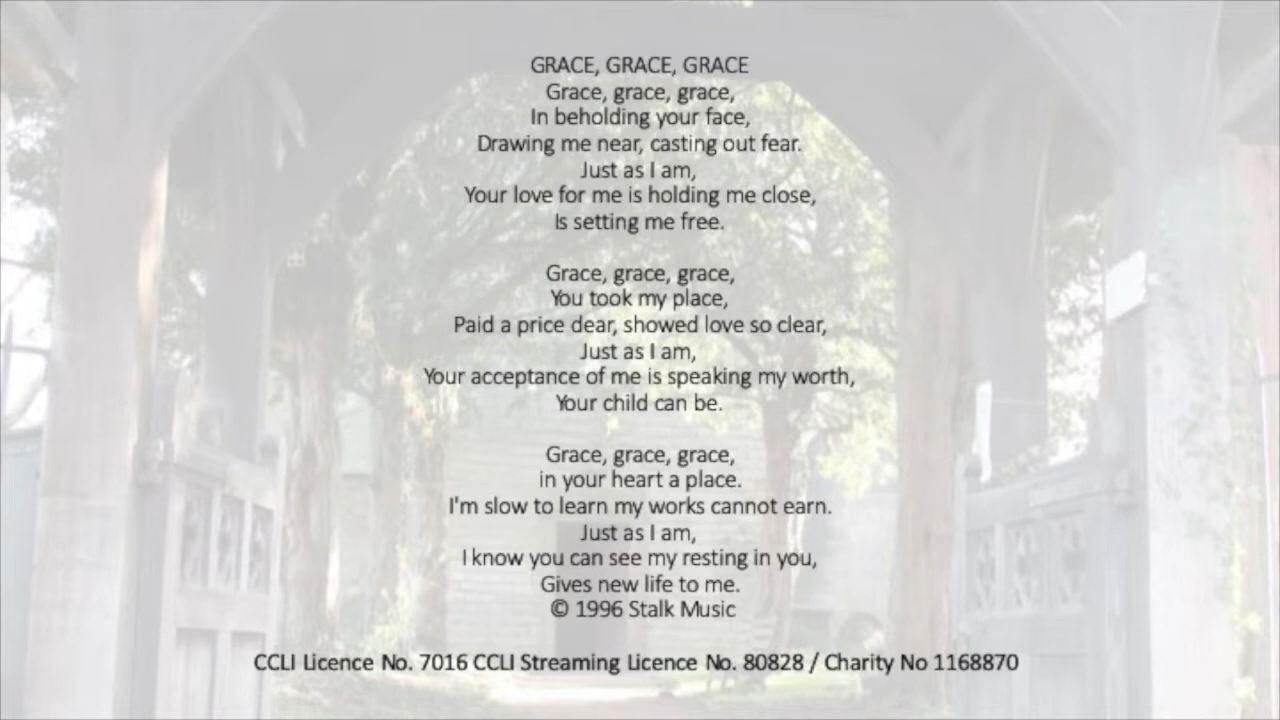 GRACE, GRACE, GRACE
Grace, grace, grace,
In beholding your face,
Drawing me near, casting out fear.
Just as I am,
Your love for me is holding me close,
Is setting me free.
Grace, grace, grace,
You took my place,
Paid a price dear, showed love so clear,
Just as I am,
Your acceptance of me is speaking my worth,
Your child can be.
Grace, grace, grace,
in your heart a place.
I'm slow to learn my works cannot earn.
Just as I am,
I know you can see my resting in you,
Gives new life to me.
© 1996 Stalk Music
CCLI Licence No. 7016 CCLI Streaming Licence No. 80828 / Charity No 1168870